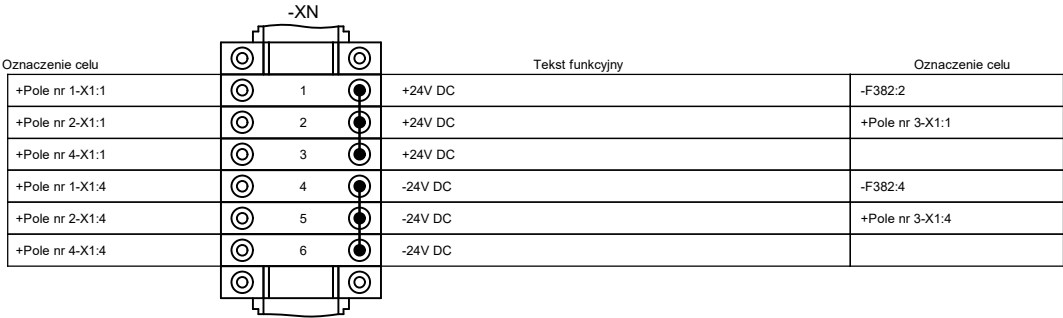 -XN
Oznaczenie celu Tekst funkcyjny Oznaczenie celu
+Pole nr 1-X1:1 1 +24V DC -F382:2
+Pole nr 2-X1:1 2 +24V DC +Pole nr 3-X1:1
+Pole nr 4-X1:1 3 +24V DC
+Pole nr 1-X1:4 4 -24V DC -F382:4
+Pole nr 2-X1:4 5 -24V DC +Pole nr 3-X1:4
+Pole nr 4-X1:4 6 -24V DC